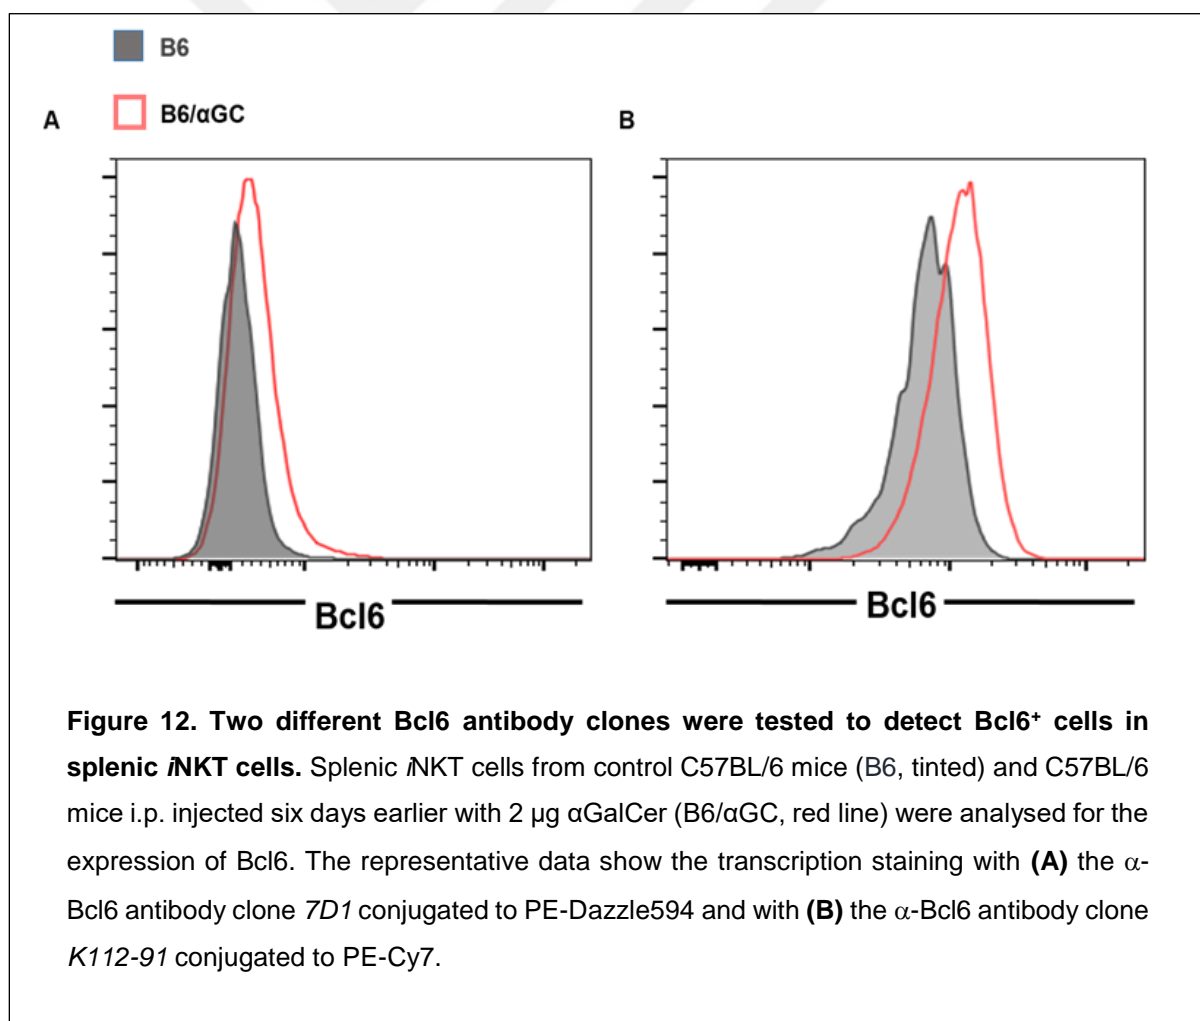 B6
B6/αGC
A
B
Bcl6
Bcl6
Figure 12. Two different Bcl6 antibody clones were tested to detect Bcl6⁺ cells in
splenic iNKT cells. Splenic iNKT cells from control C57BL/6 mice (B6, tinted) and C57BL/6
mice i.p. injected six days earlier with 2 µg αGalCer (B6/αGC, red line) were analysed for the
expression of Bcl6. The representative data show the transcription staining with (A) the α-
Bcl6 antibody clone 7D1 conjugated to PE-Dazzle594 and with (B) the α-Bcl6 antibody clone
K112-91 conjugated to PE-Cy7.